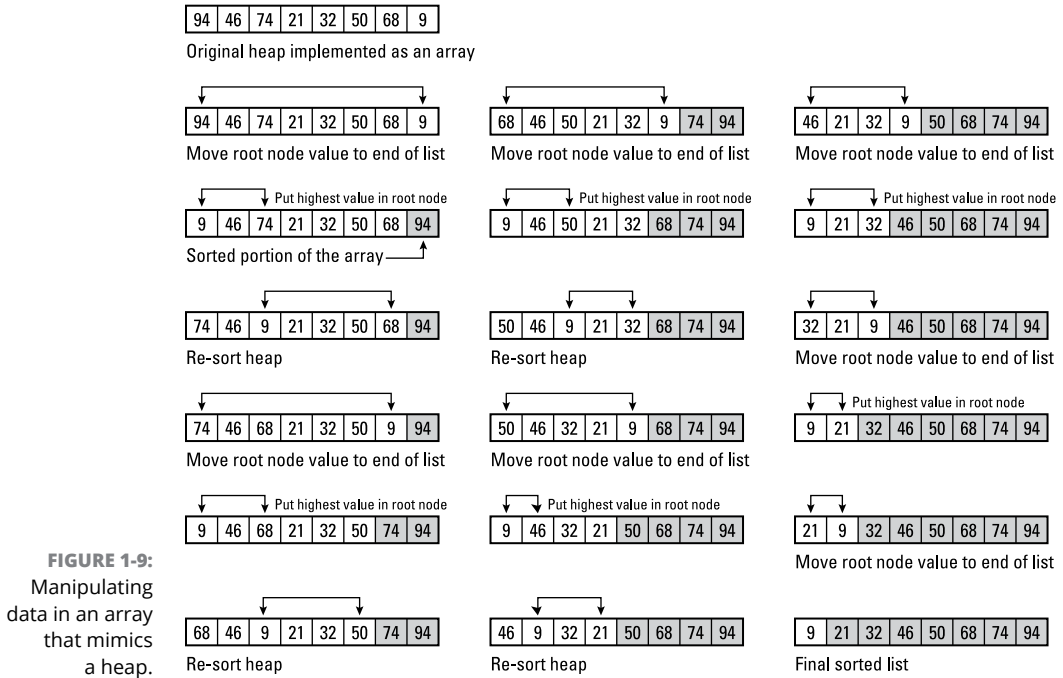 94 46 74 21 32 50 68 9
Original heap implemented as an array
94 46 74 21 32 50 68 9
Move root node value to end of list
Put highest value in root node
9 46 74 21 32 50 68 94
Sorted portion of the array
74 46 9 21 32 50 68 94
Re-sort heap
74 46 68 21 32 50 9 94
Move root node value to end of list
Put highest value in root node
9 46 68 21 32 50 74 94
68 46 9 21 32 50 74 94
Re-sort heap
68 46 50 21 32 9 74 94
Move root node value to end of list
Put highest value in root node
9 46 50 21 32 68 74 94
50 46 9 21 32 68 74 94
Re-sort heap
50 46 32 21 9 68 74 94
Move root node value to end of list
Put highest value in root node
9 46 32 21 50 68 74 94
46 9 32 21 50 68 74 94
Re-sort heap
46 21 32 9 50 68 74 94
Move root node value to end of list
Put highest value in root node
9 21 32 46 50 68 74 94
32 21 9 46 50 68 74 94
Move root node value to end of list
Put highest value in root node
9 21 32 46 50 68 74 94
21 9 32 46 50 68 74 94
Move root node value to end of list
9 21 32 46 50 68 74 94
Final sorted list
FIGURE 1-9:
Manipulating
data in an array
that mimics
a heap.